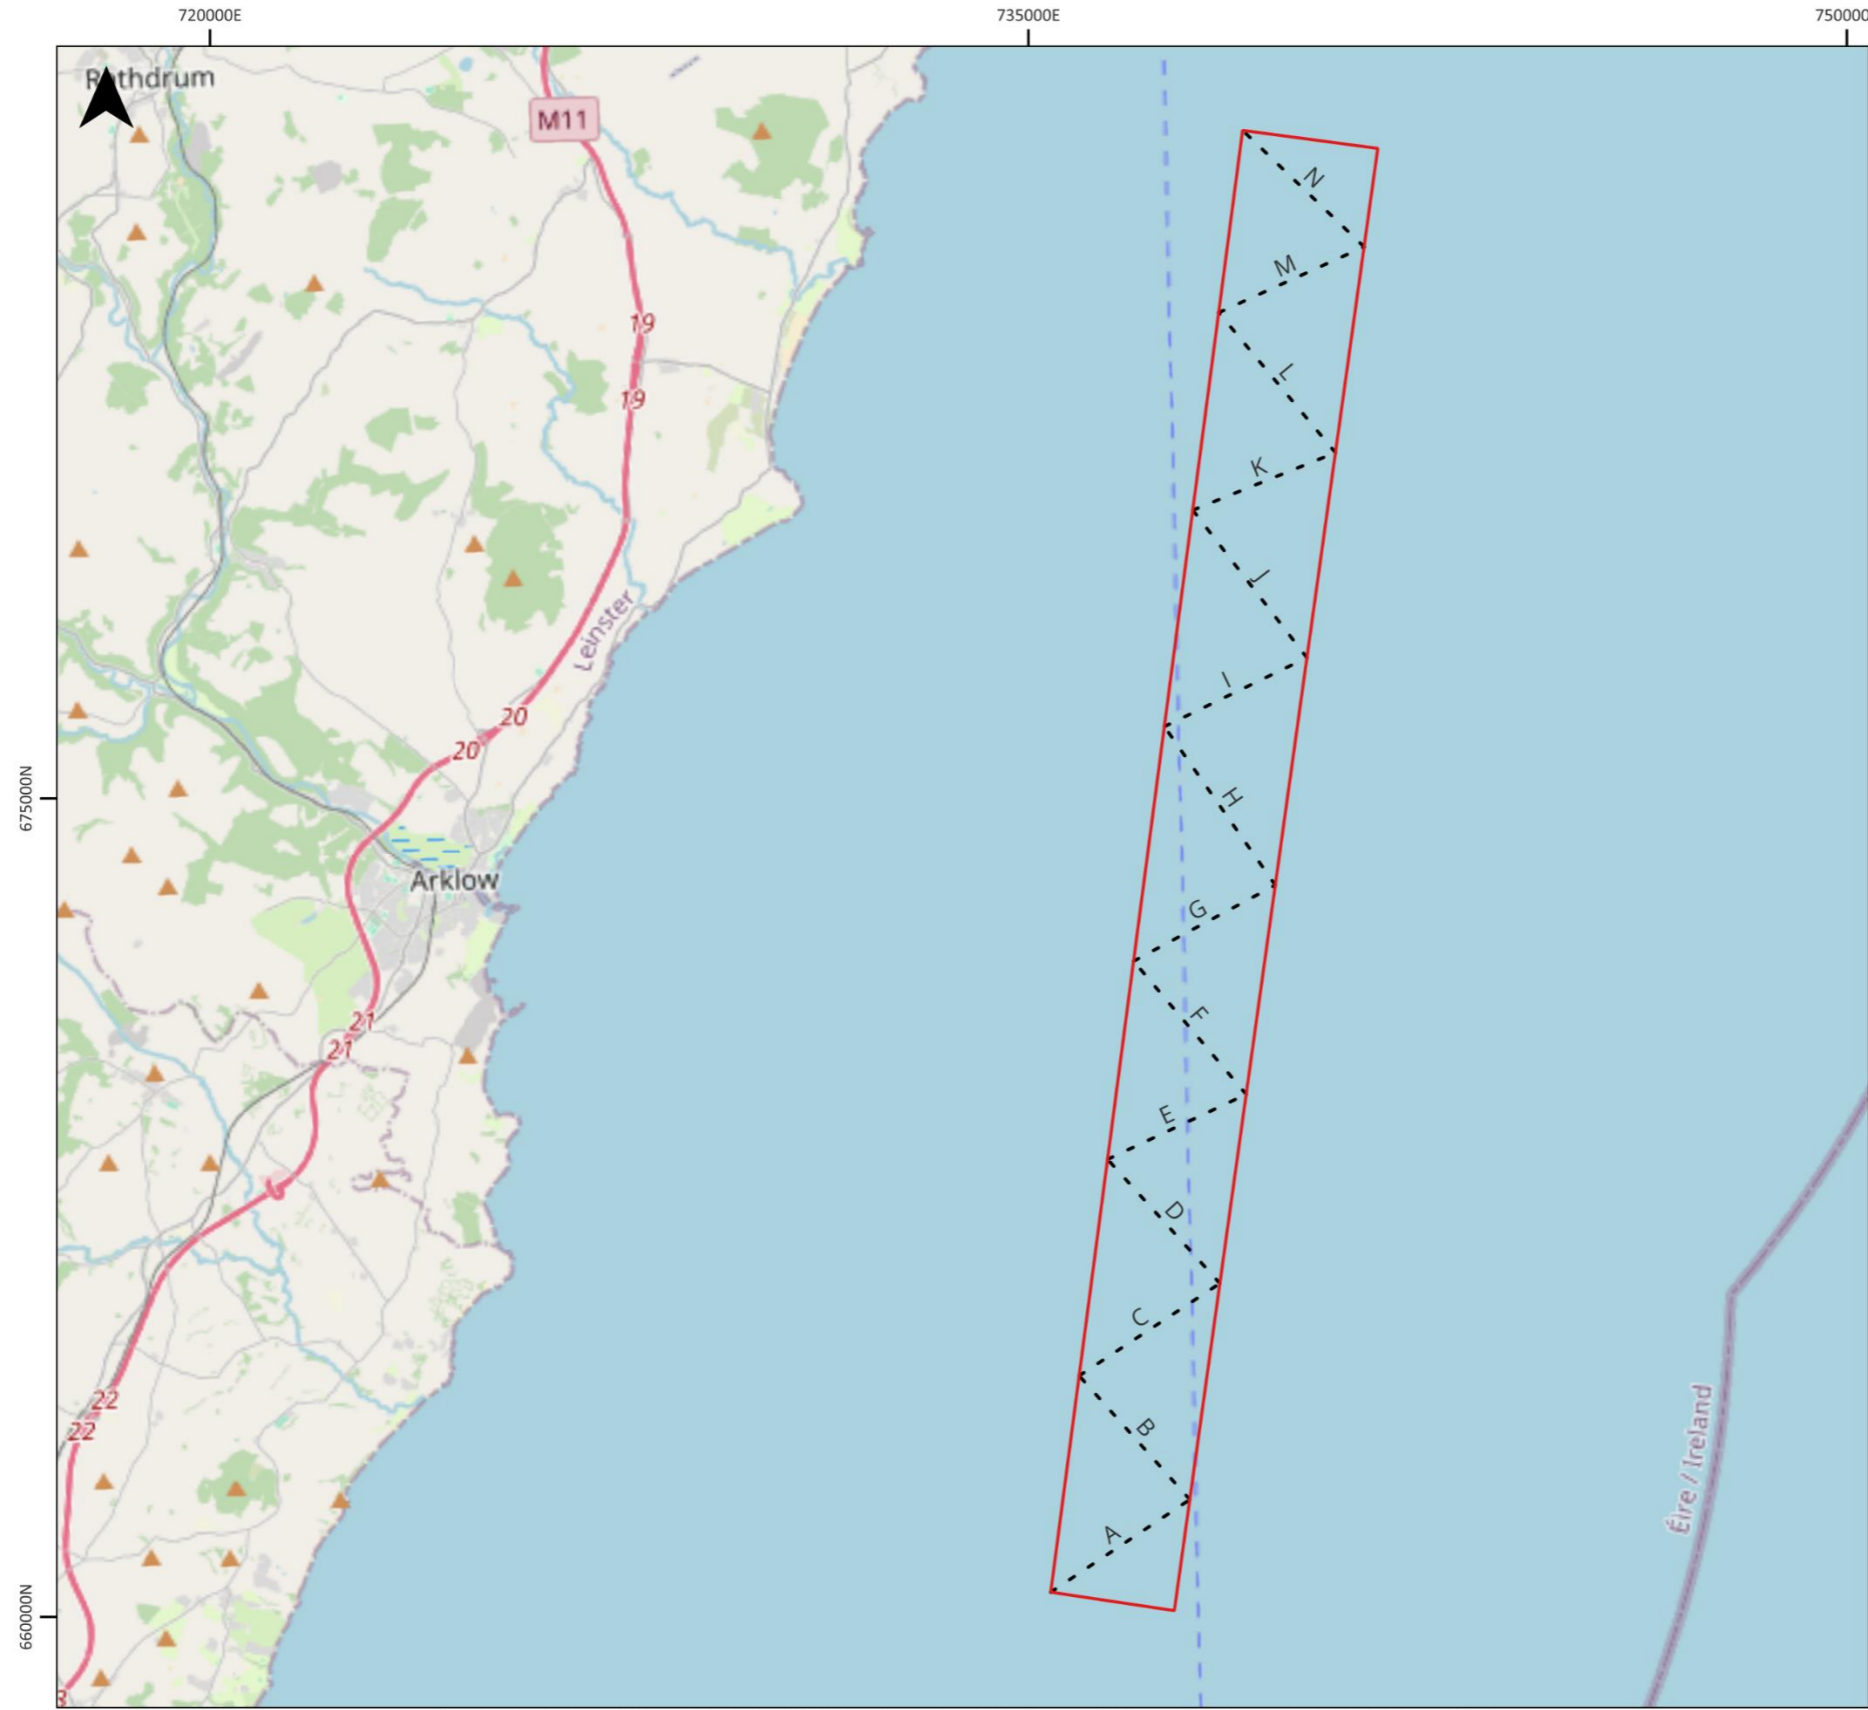 720000E
735000E
750000
Rathdrum
M11
N
M
19
L
19
K
J
Leinster
I
20
20
675000N
H
Arklow
G
F
21
21
E
D
C
22
B
22
Éire / Ireland
A
660000N
3